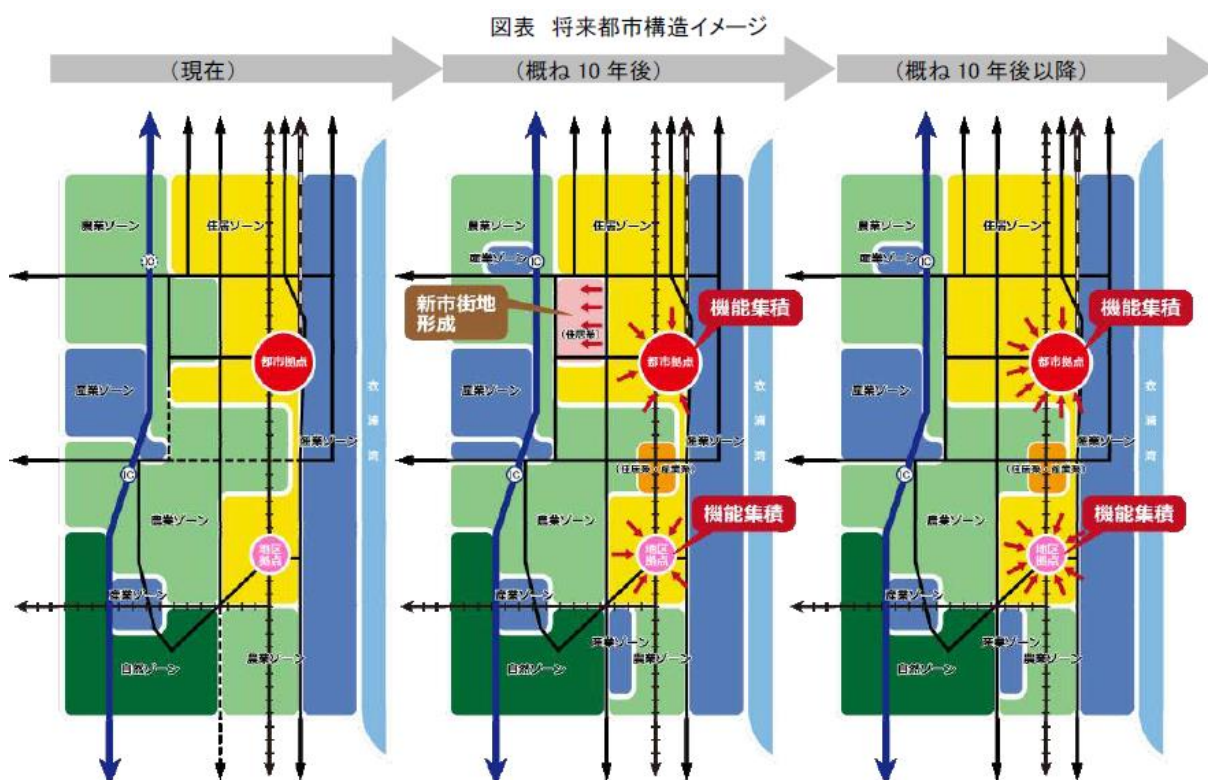 図表 将来都市構造イメージ
（現在）
（概ね 10 年後）
（概ね 10 年後以降）
農業ゾーン
住居ゾーン
IC
都市拠点
産業ゾーン
産業ゾーン
衣浦湾
IC
農業ゾーン
地区
拠点
産業ゾーン
自然ゾーン
農業ゾーン
農業ゾーン
住居ゾーン
産業ゾーン
IC
新市街地
形成
（住居系）
機能集積
都市拠点
産業ゾーン
産業ゾーン
衣浦湾
（住居系・産業系）
IC
農業ゾーン
機能集積
地区
拠点
産業ゾーン
産業ゾーン
自然ゾーン
農業ゾーン
農業ゾーン
住居ゾーン
産業ゾーン
IC
機能集積
都市拠点
産業ゾーン
産業ゾーン
衣浦湾
（住居系・産業系）
IC
農業ゾーン
機能集積
地区
拠点
産業ゾーン
産業ゾーン
自然ゾーン
農業ゾーン